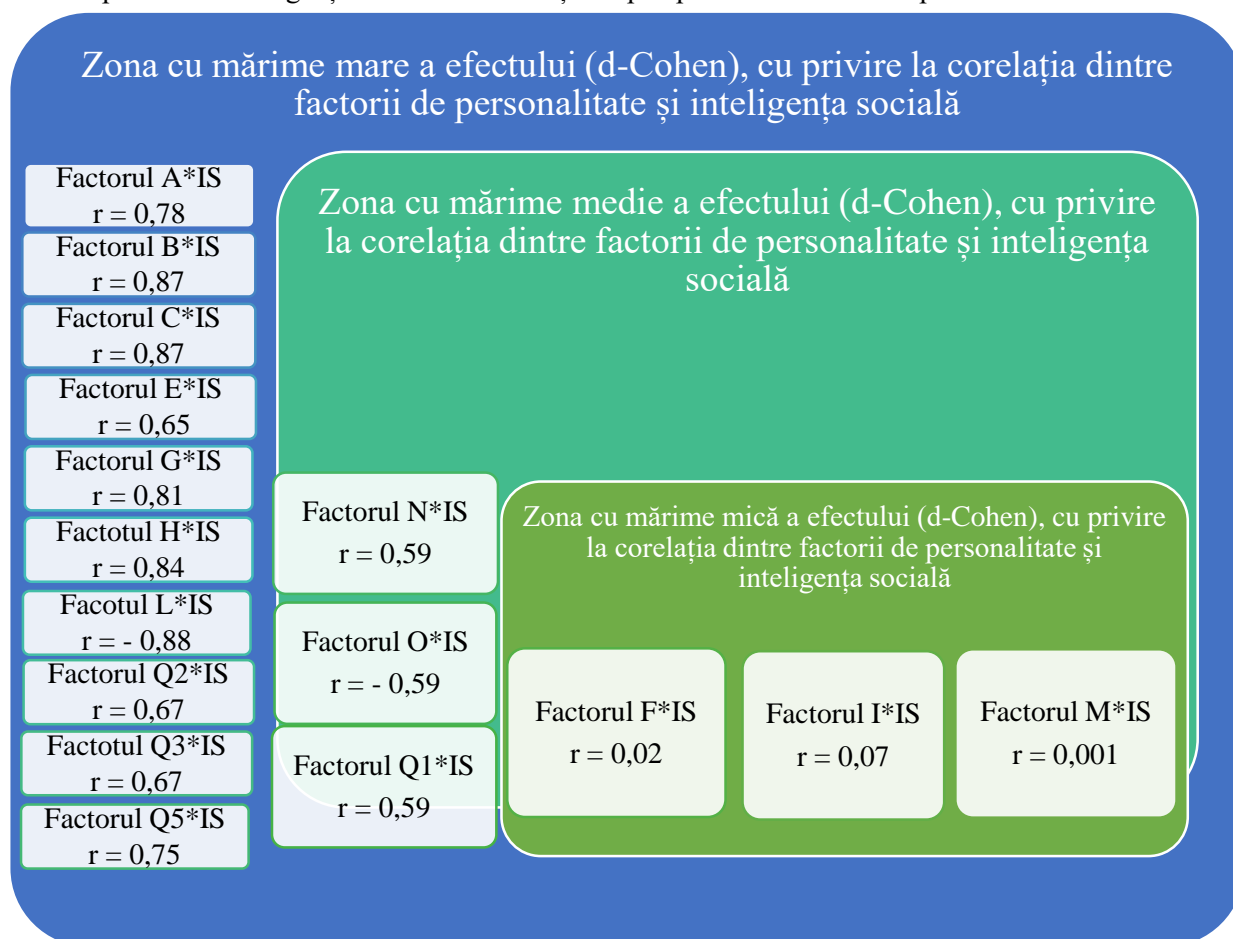 Zona cu mărime mare a efectului (d-Cohen), cu privire la corelația dintre
factorii de personalitate și inteligența socială
Factorul A*IS
r = 0,78
Factorul B*IS
r = 0,87
Factorul C*IS
r = 0,87
Factorul E*IS
r = 0,65
Factorul G*IS
r = 0,81
Factotul H*IS
r = 0,84
Facotul L*IS
r = - 0,88
Factorul Q2*IS
r = 0,67
Factotul Q3*IS
r = 0,67
Factorul Q5*IS
r = 0,75
Zona cu mărime medie a efectului (d-Cohen), cu privire
la corelația dintre factorii de personalitate și inteligența
socială
Factorul N*IS
r = 0,59
Factorul O*IS
r = - 0,59
Factorul Q1*IS
r = 0,59
Zona cu mărime mică a efectului (d-Cohen), cu privire
la corelația dintre factorii de personalitate și
inteligența socială
Factorul F*IS
r = 0,02
Factorul I*IS
r = 0,07
Factorul M*IS
r = 0,001